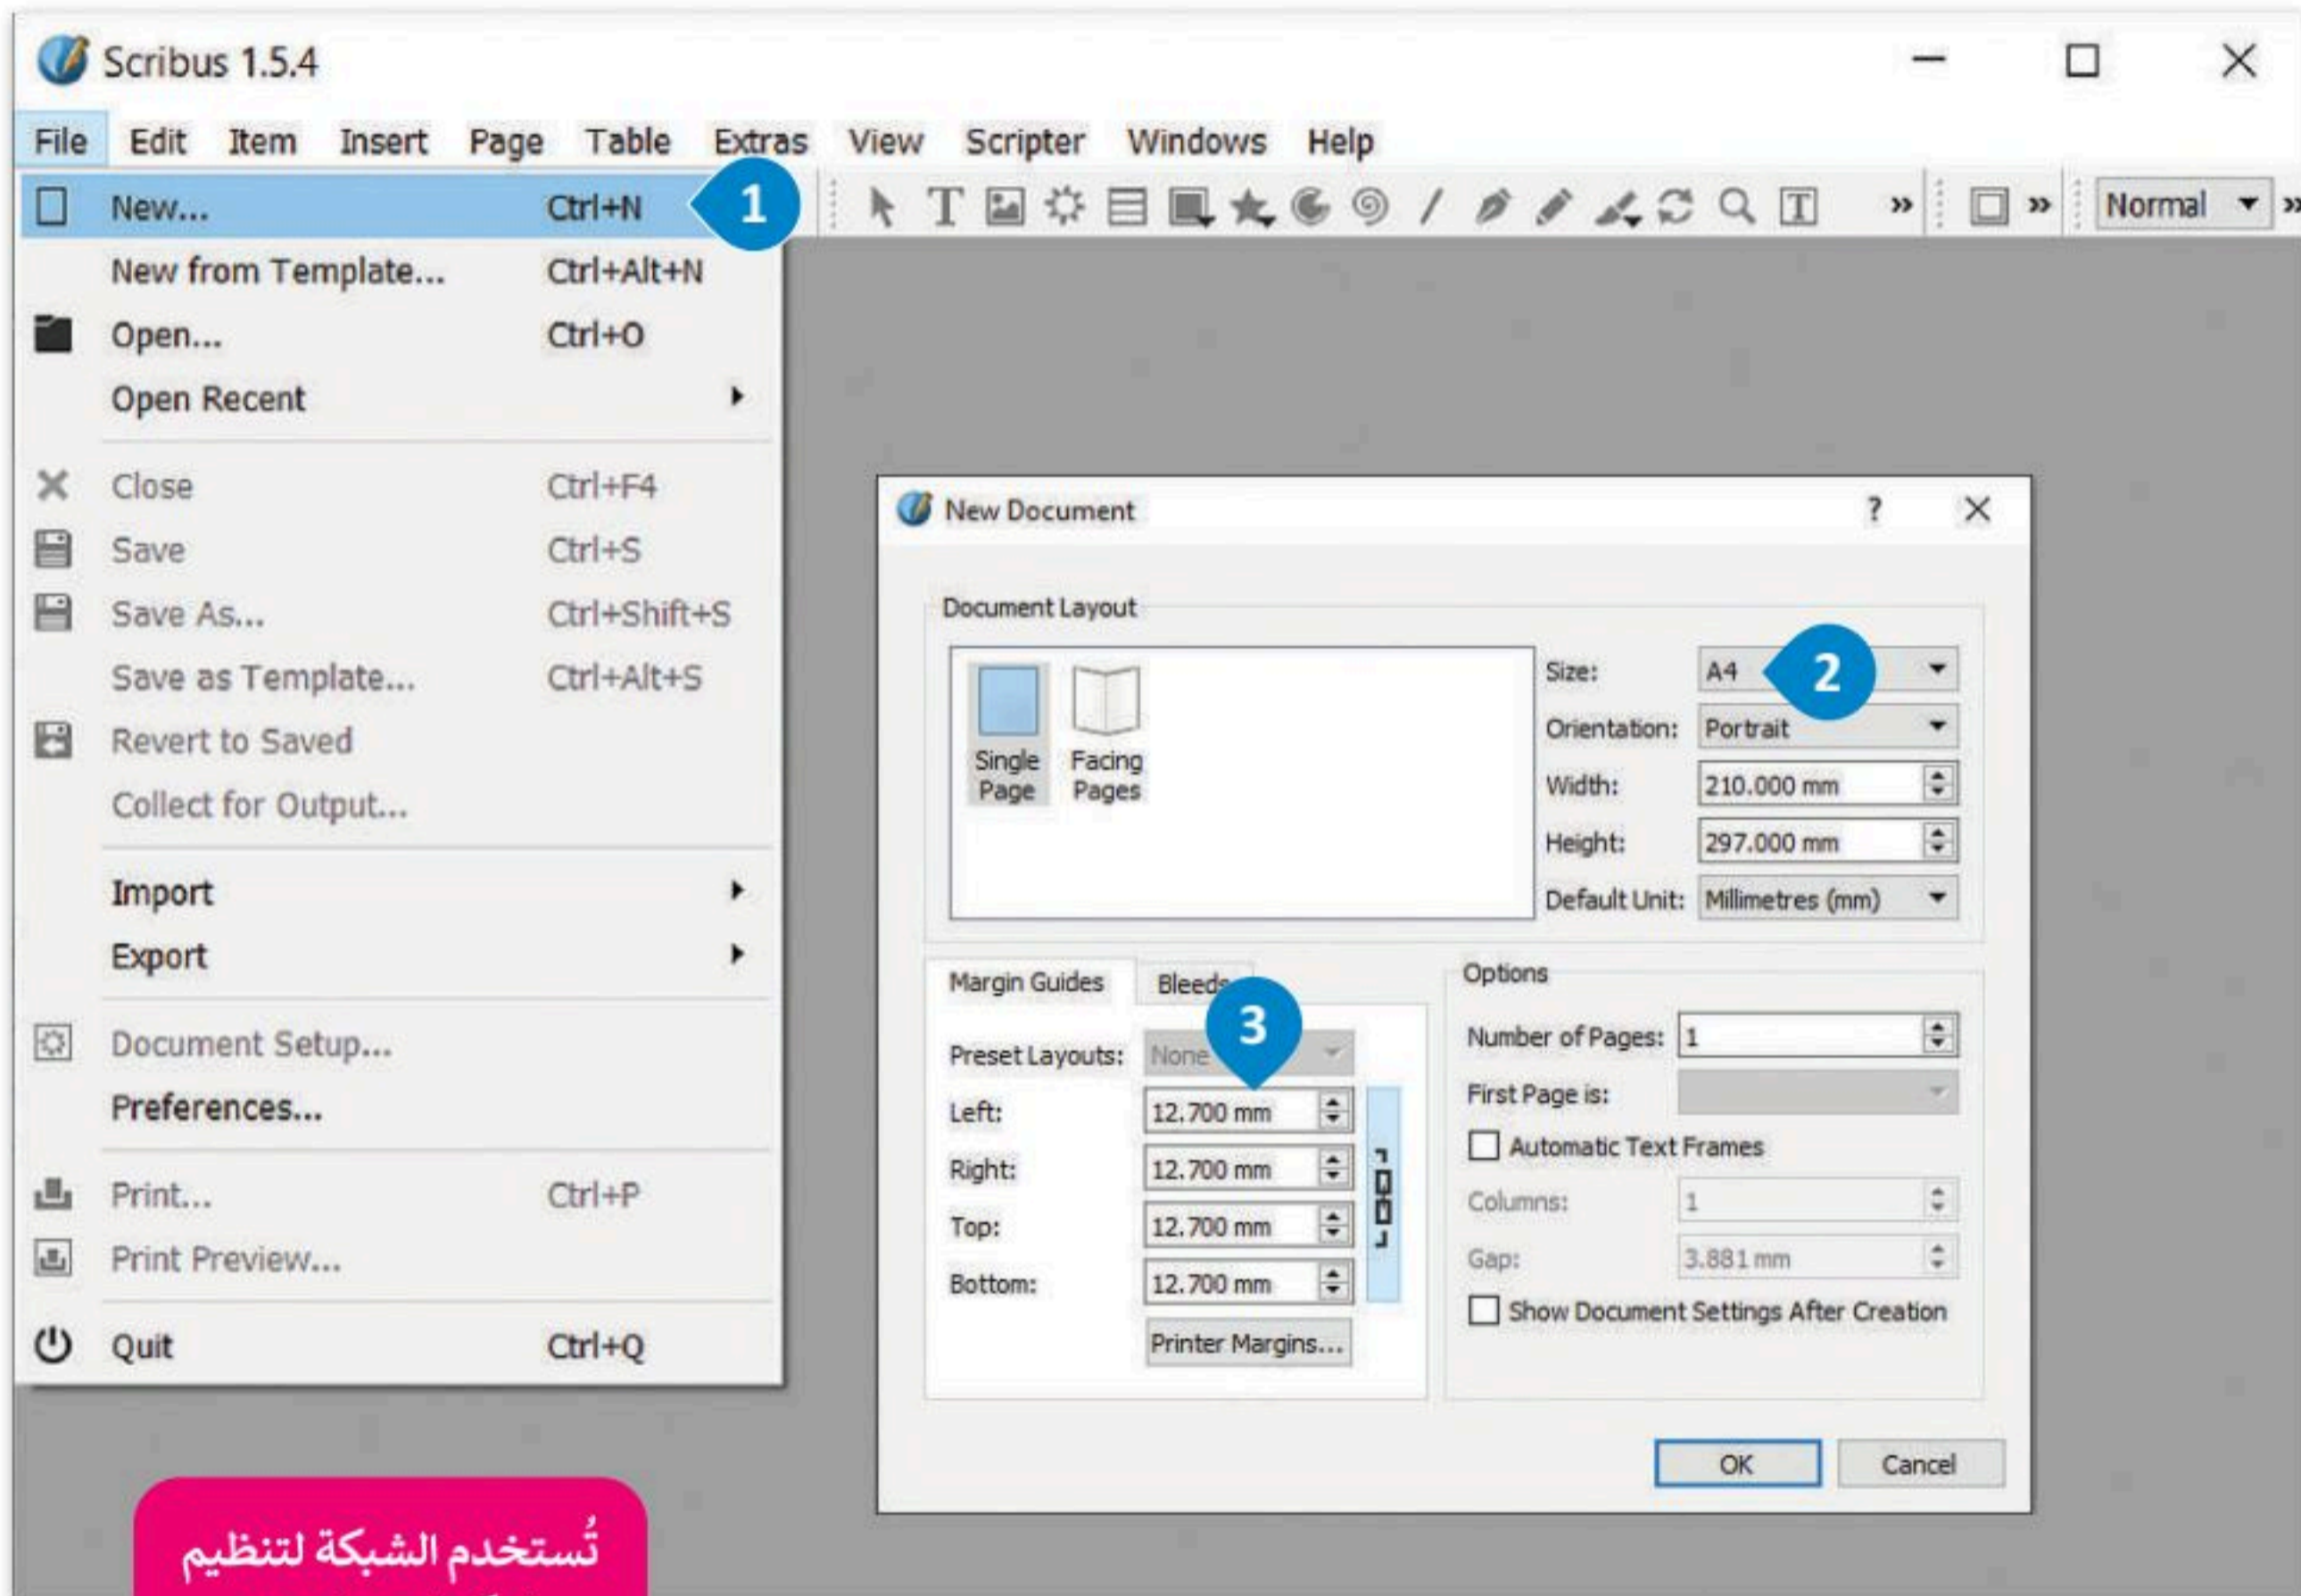 Scribus 1.5.4
File Edit Item Insert Page Table Extras View Scripter Windows Help
New... Ctrl+N
1
Normal
New from Template... Ctrl+Alt+N
Open... Ctrl+O
Open Recent
Close Ctrl+F4
Save Ctrl+S
Save As... Ctrl+Shift+S
Save as Template... Ctrl+Alt+S
Revert to Saved
Collect for Output...
Import
Export
Document Setup...
Preferences...
Print... Ctrl+P
Print Preview...
Quit Ctrl+Q
New Document
Document Layout
Single Page
Facing Pages
Size: A4
2
Orientation: Portrait
Width: 210.000 mm
Height: 297.000 mm
Default Unit: Millimetres (mm)
Margin Guides Bleeds
3
Preset Layouts: None
Left: 12.700 mm
Right: 12.700 mm
Top: 12.700 mm
Bottom: 12.700 mm
Printer Margins...
Options
Number of Pages: 1
First Page is:
Automatic Text Frames
Columns: 1
Gap: 3.881 mm
Show Document Settings After Creation
OK Cancel
تُستخدم الشبكة لتنظيم